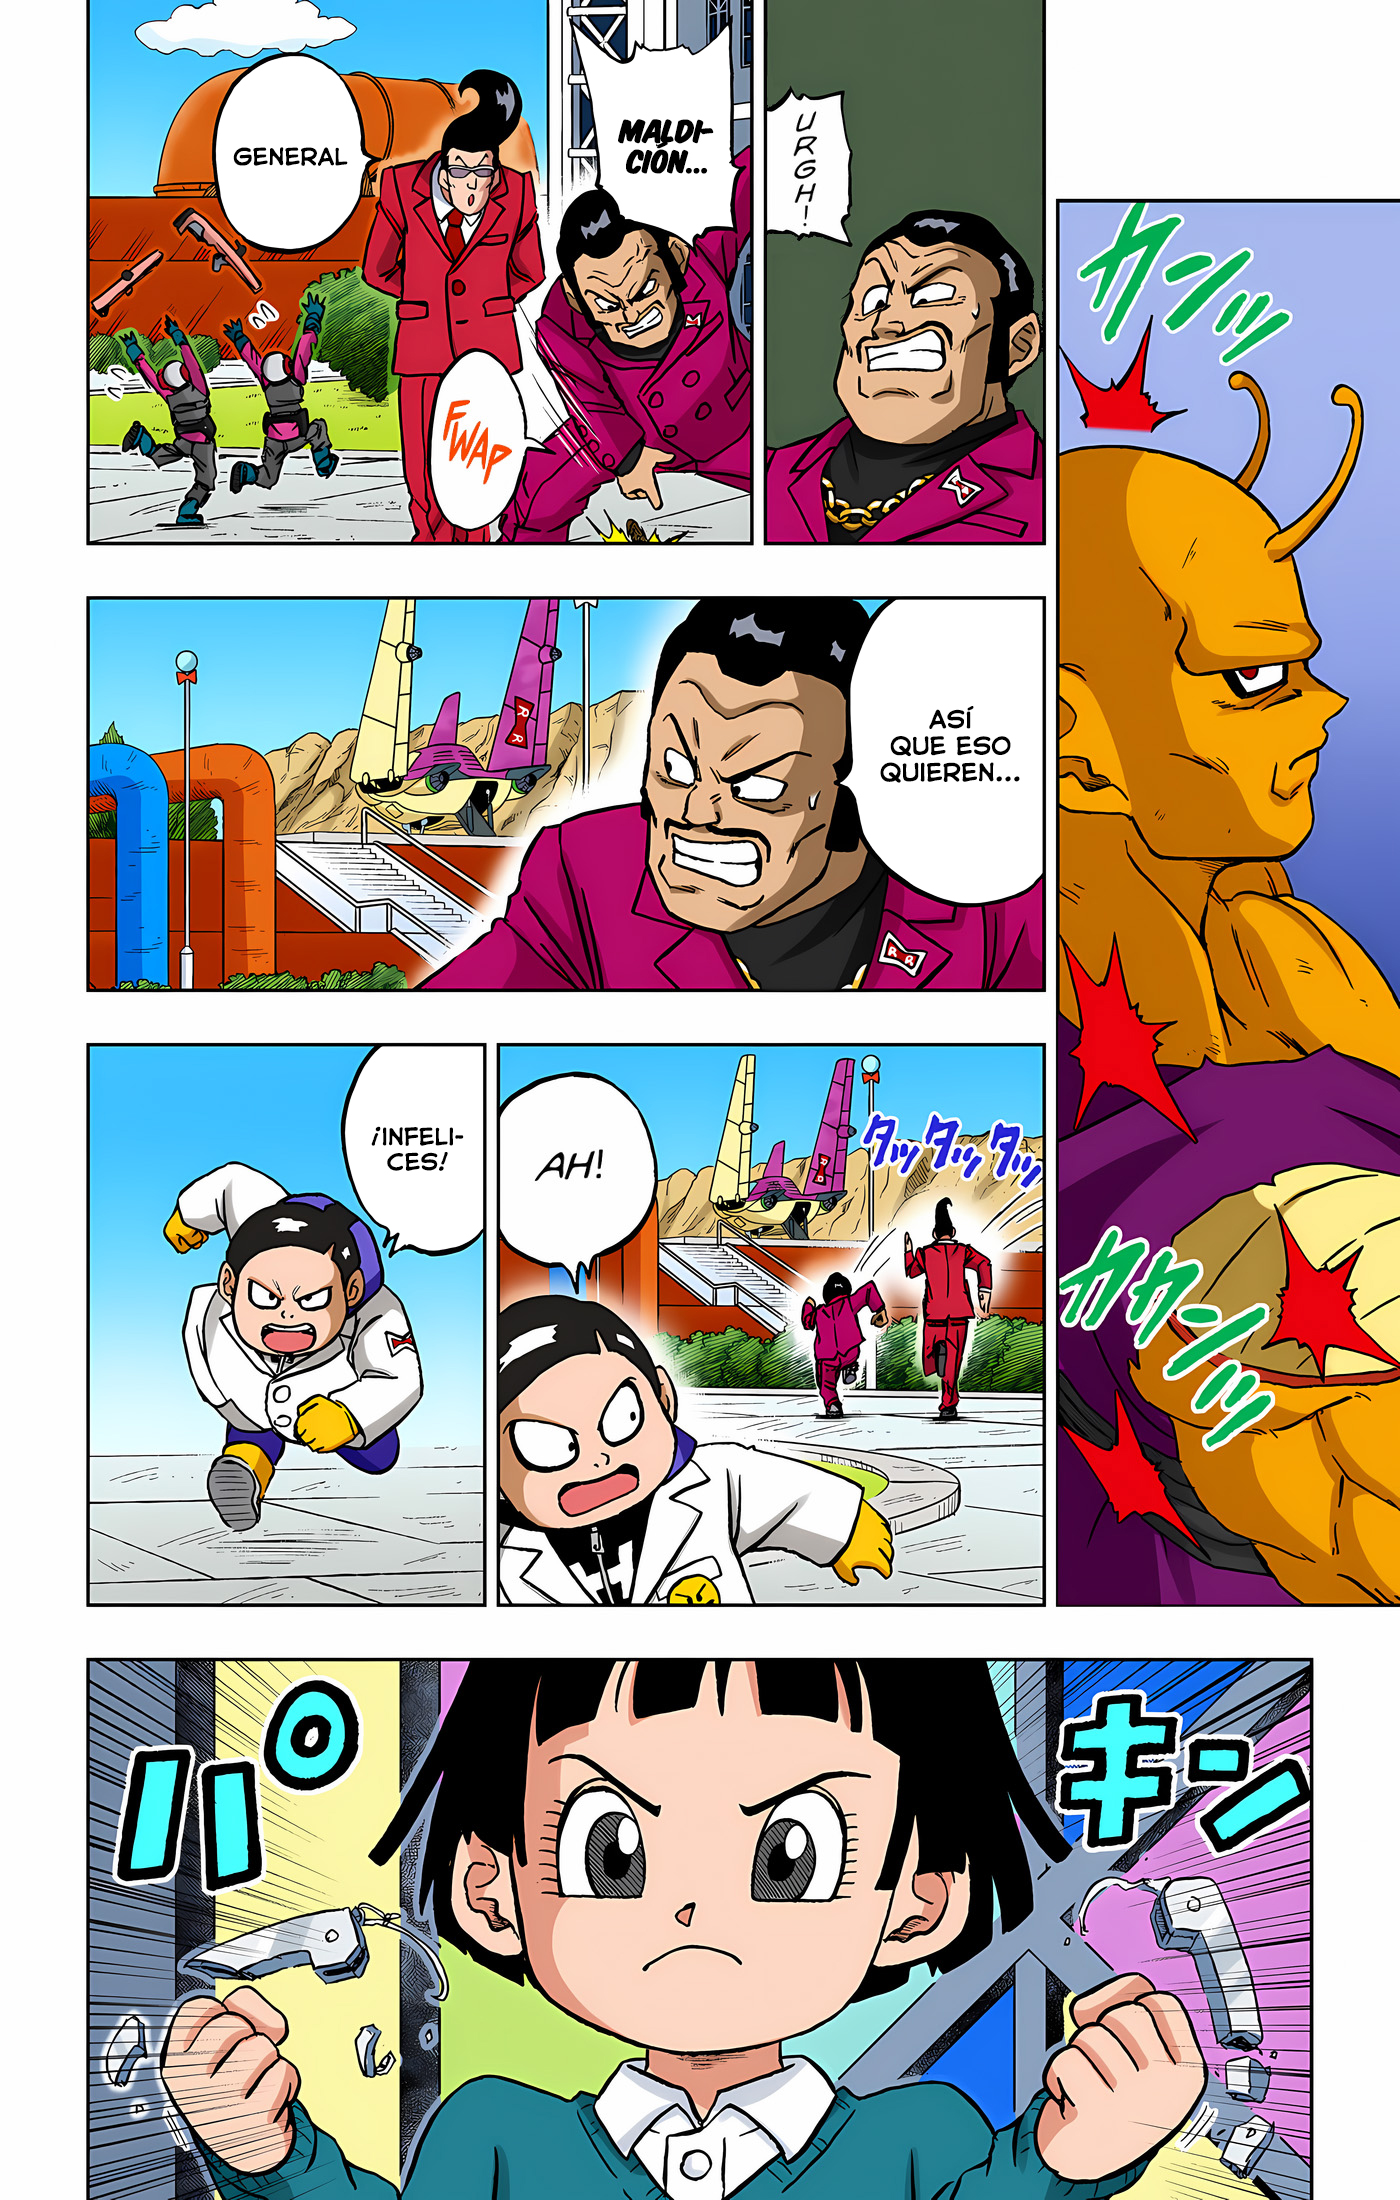 カンッ
カカンッ
URGH!
MALDI-
CIÓN...
GENERAL
FWAP
ASÍ
QUE ESO
QUIEREN...
R R
R R
タッタッタッ
AH!
R R
¡INFELI-
CES!
キン
パ